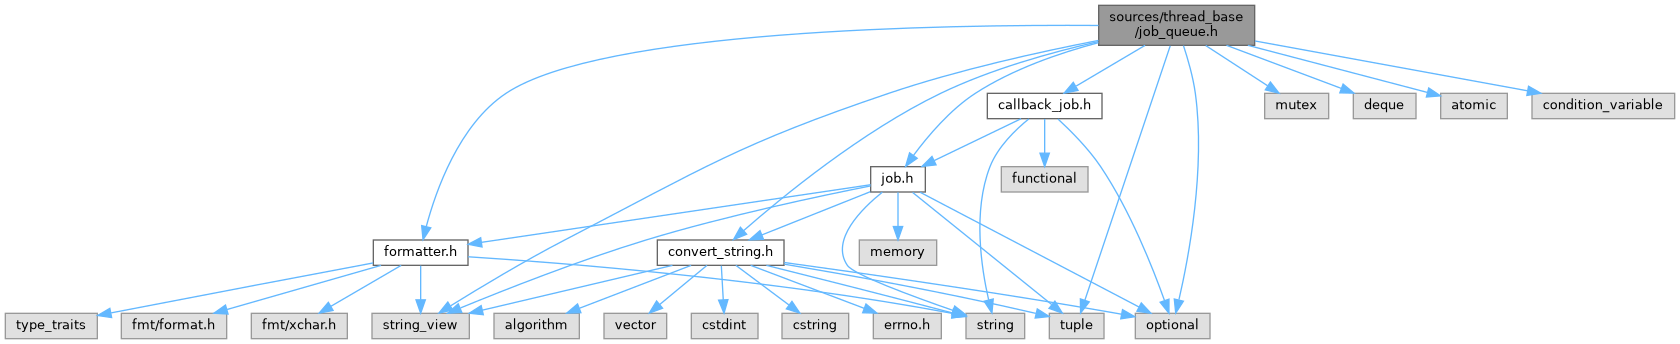 sources/thread_base
/job_queue.h
callback_job.h
mutex
deque
atomic
condition_variable
job.h
functional
formatter.h
convert_string.h
memory
type_traits
fmt/format.h
fmt/xchar.h
string_view
algorithm
vector
cstdint
cstring
errno.h
string
tuple
optional